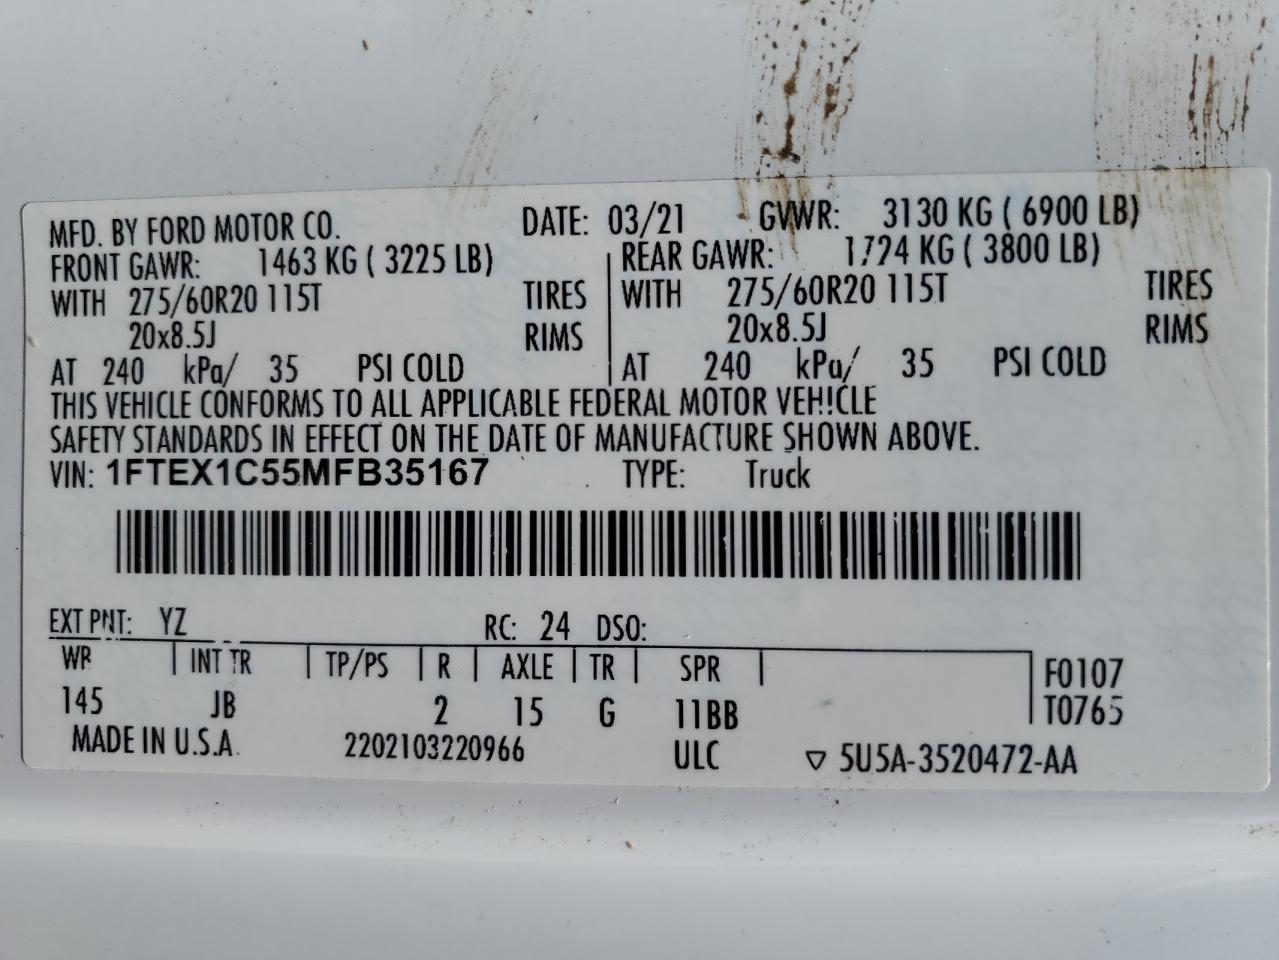 MFD. BY FORD MOTOR CO. DATE: 03/21 GVWR: 3130 KG ( 6900 LB)
FRONT GAWR: 1463 KG ( 3225 LB) REAR GAWR: 1724 KG ( 3800 LB)
WITH 275/60R20 115T TIRES WITH 275/60R20 115T TIRES
20x8.5J RIMS 20x8.5J RIMS
AT 240 kPa/ 35 PSI COLD AT 240 kPa/ 35 PSI COLD
THIS VEHICLE CONFORMS TO ALL APPLICABLE FEDERAL MOTOR VEHICLE
SAFETY STANDARDS IN EFFECT ON THE DATE OF MANUFACTURE SHOWN ABOVE.
VIN: 1FTEX1C55MFB35167 TYPE: Truck
EXT PNT: YZ RC: 24 DSO:
WB INT TR TP/PS R AXLE TR SPR F0107
145 JB 2 15 G 11BB T0765
MADE IN U.S.A. 2202103220966 ULC ▽ 5U5A-3520472-AA